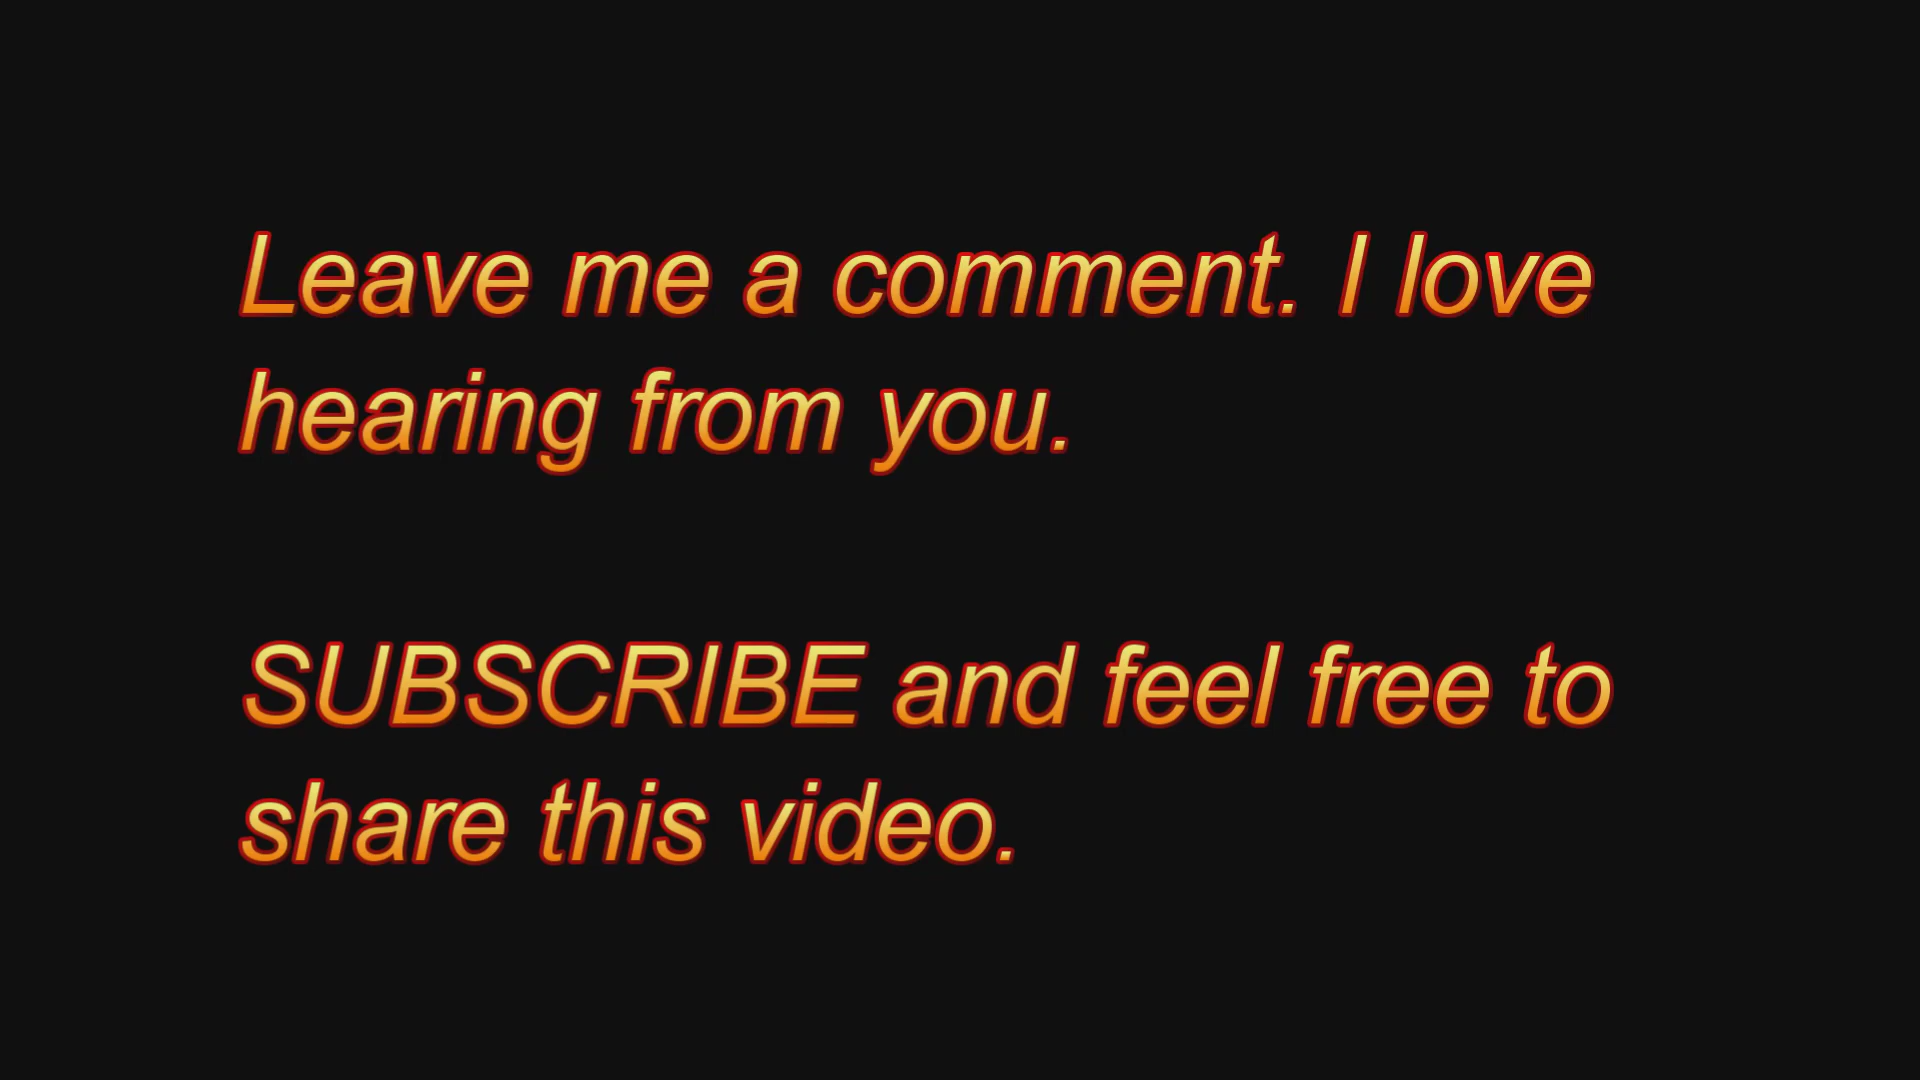 Leave me a comment. I love
hearing from you.
SUBSCRIBE and feel free to
share this video.